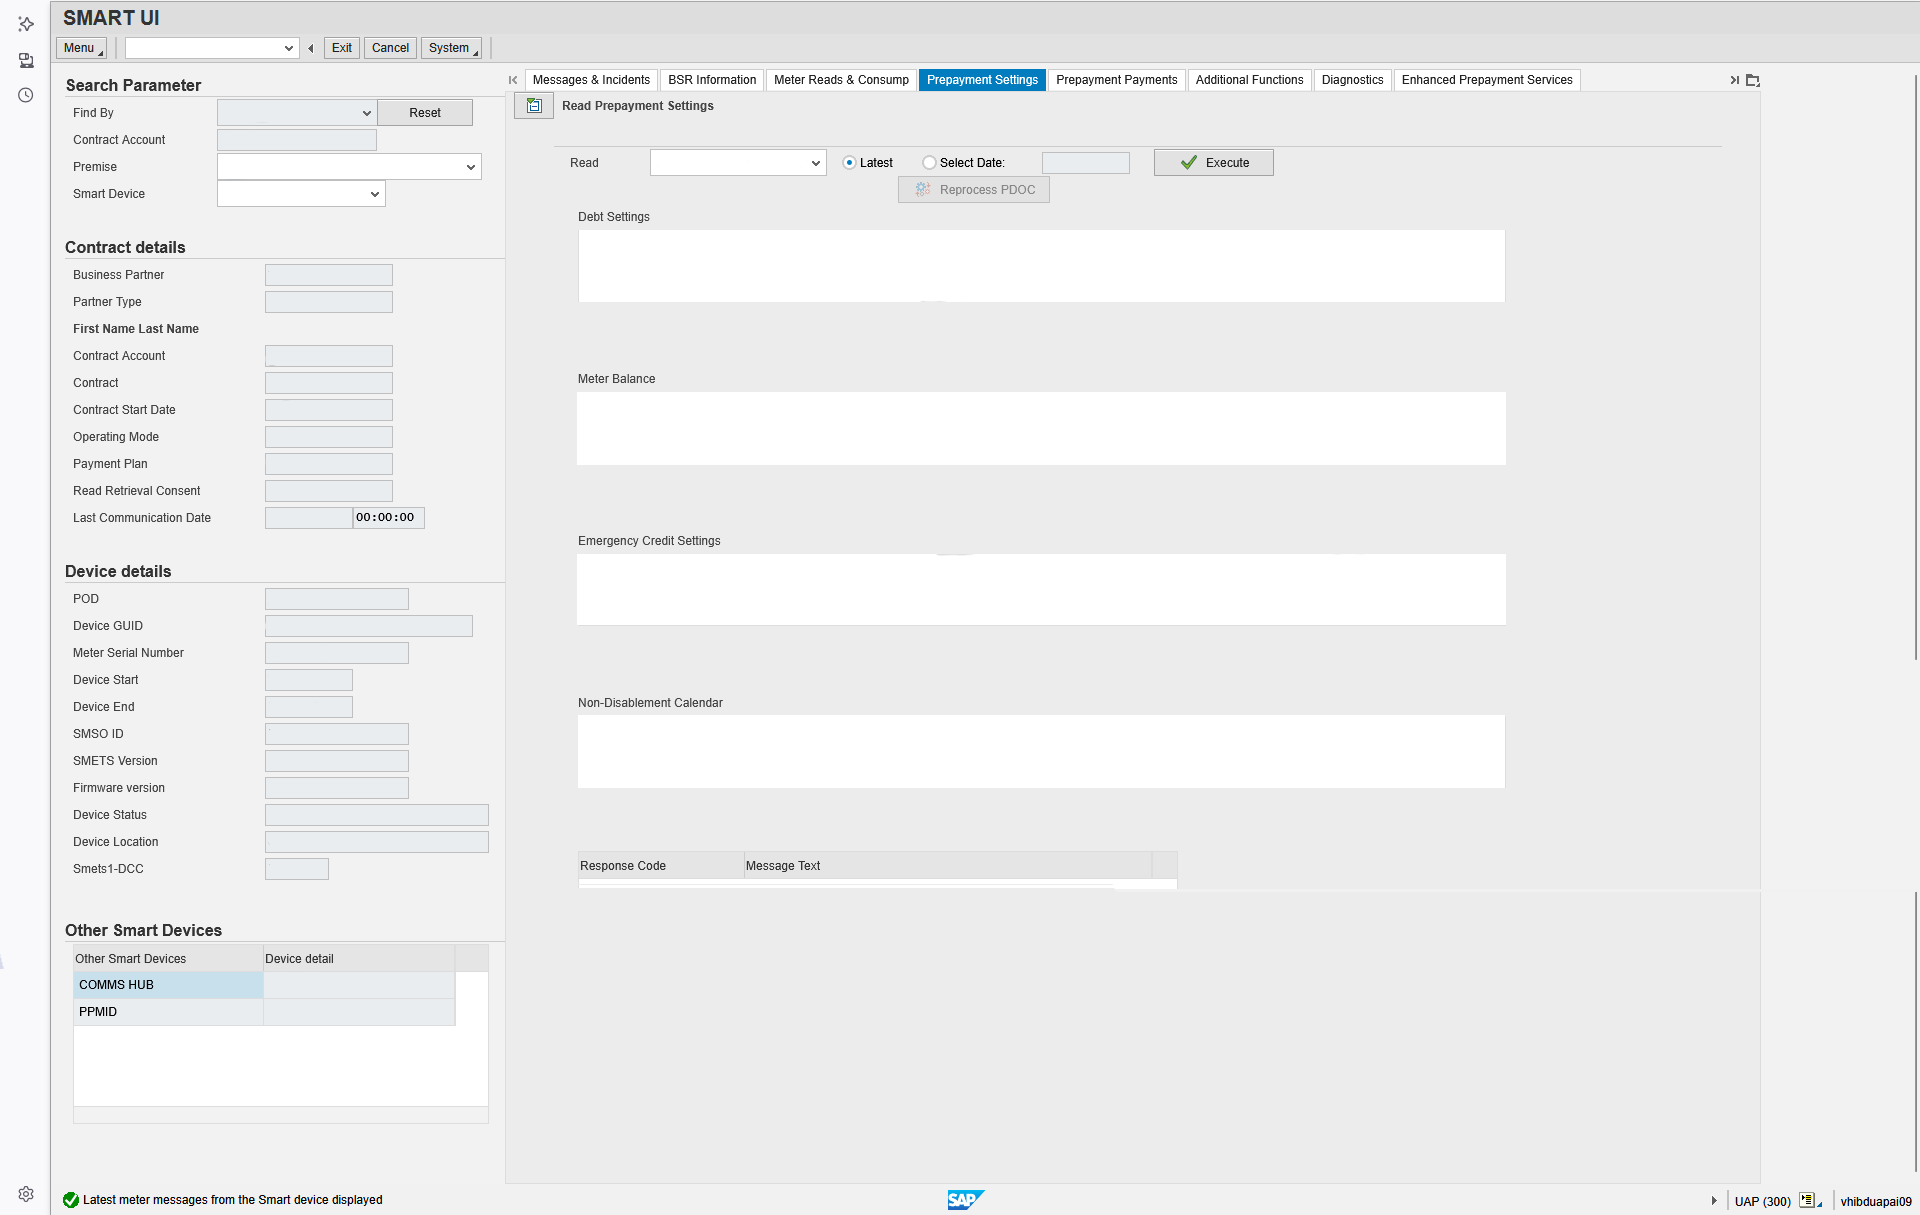 SMART UI
Menu
Exit
Cancel
System
Search Parameter
Find By
Reset
Contract Account
Premise
Smart Device
Contract details
Business Partner
Partner Type
First Name Last Name
Contract Account
Contract
Contract Start Date
Operating Mode
Payment Plan
Read Retrieval Consent
Last Communication Date 00:00:00
Device details
POD
Device GUID
Meter Serial Number
Device Start
Device End
SMSO ID
SMETS Version
Firmware version
Device Status
Device Location
Smets1-DCC
Other Smart Devices
Other Smart Devices Device detail
COMMS HUB
PPMID
Messages & Incidents BSR Information Meter Reads & Consump Prepayment Settings Prepayment Payments Additional Functions Diagnostics Enhanced Prepayment Services
Read Prepayment Settings
Read Latest Select Date: Execute
Reprocess PDOC
Debt Settings
Meter Balance
Emergency Credit Settings
Non-Disablement Calendar
Response Code Message Text
Latest meter messages from the Smart device displayed
SAP
UAP (300)
vhibduapai09